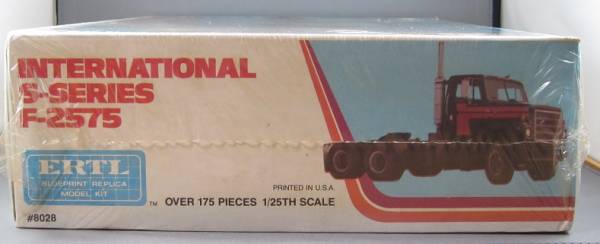 INTERNATIONAL
S-SERIES
F-2575
ERTL
BLUEPRINT REPLICA
MODEL KIT
PRINTED IN U.S.A.
™ OVER 175 PIECES 1/25TH SCALE
#8028